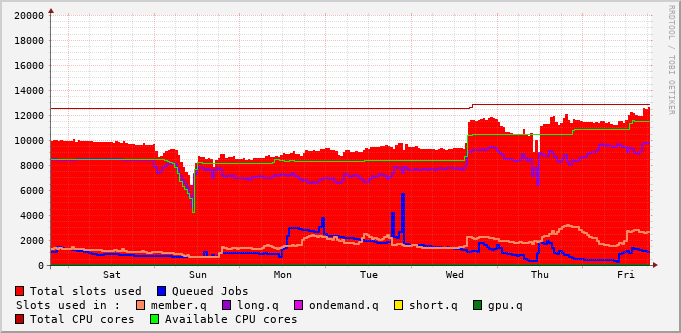 RRDTOOL / TOBI OETIKER
20000
18000
16000
14000
12000
10000
8000
6000
4000
2000
0
Sat Sun Mon Tue Wed Thu Fri
Total slots used Queued Jobs
Slots used in : member.q long.q ondemand.q short.q gpu.q
Total CPU cores Available CPU cores